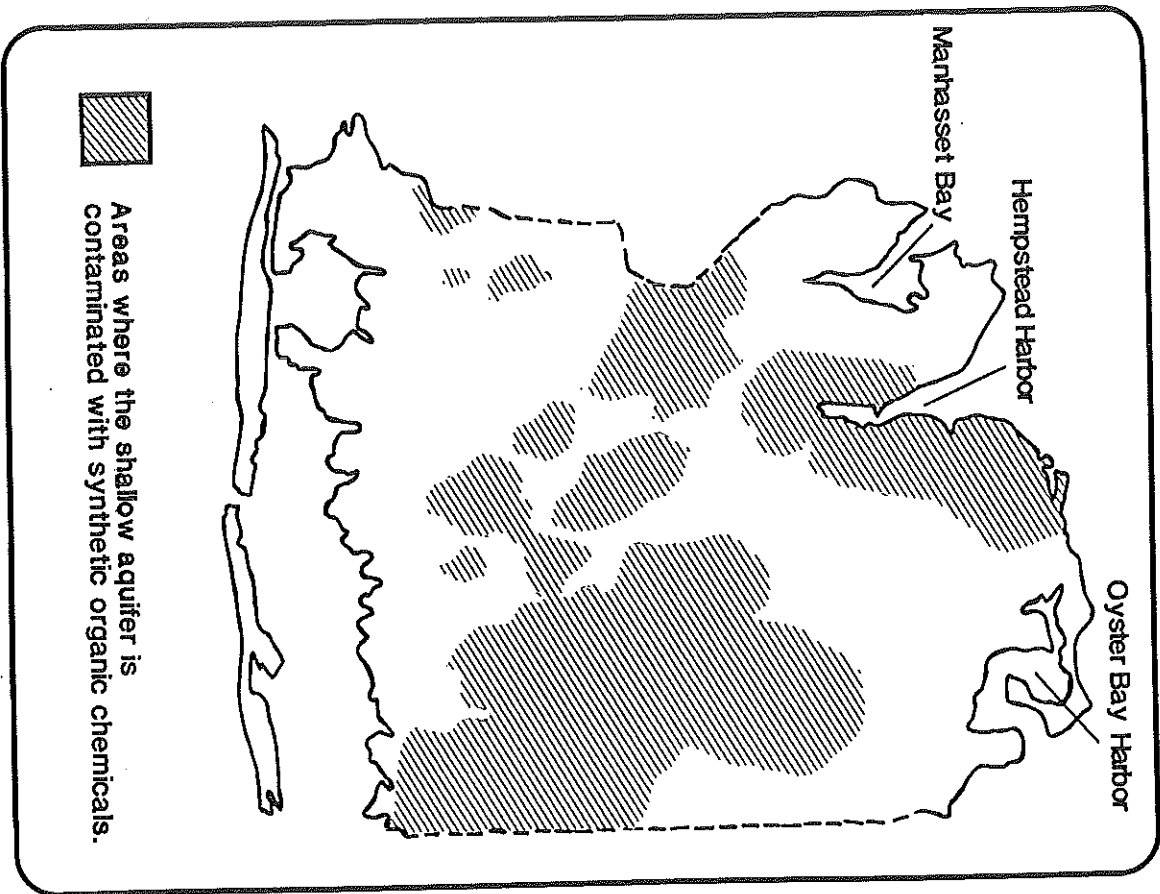 Manhasset Bay
Hempstead Harbor
Oyster Bay Harbor
Areas where the shallow aquifer is
contaminated with synthetic organic chemicals.